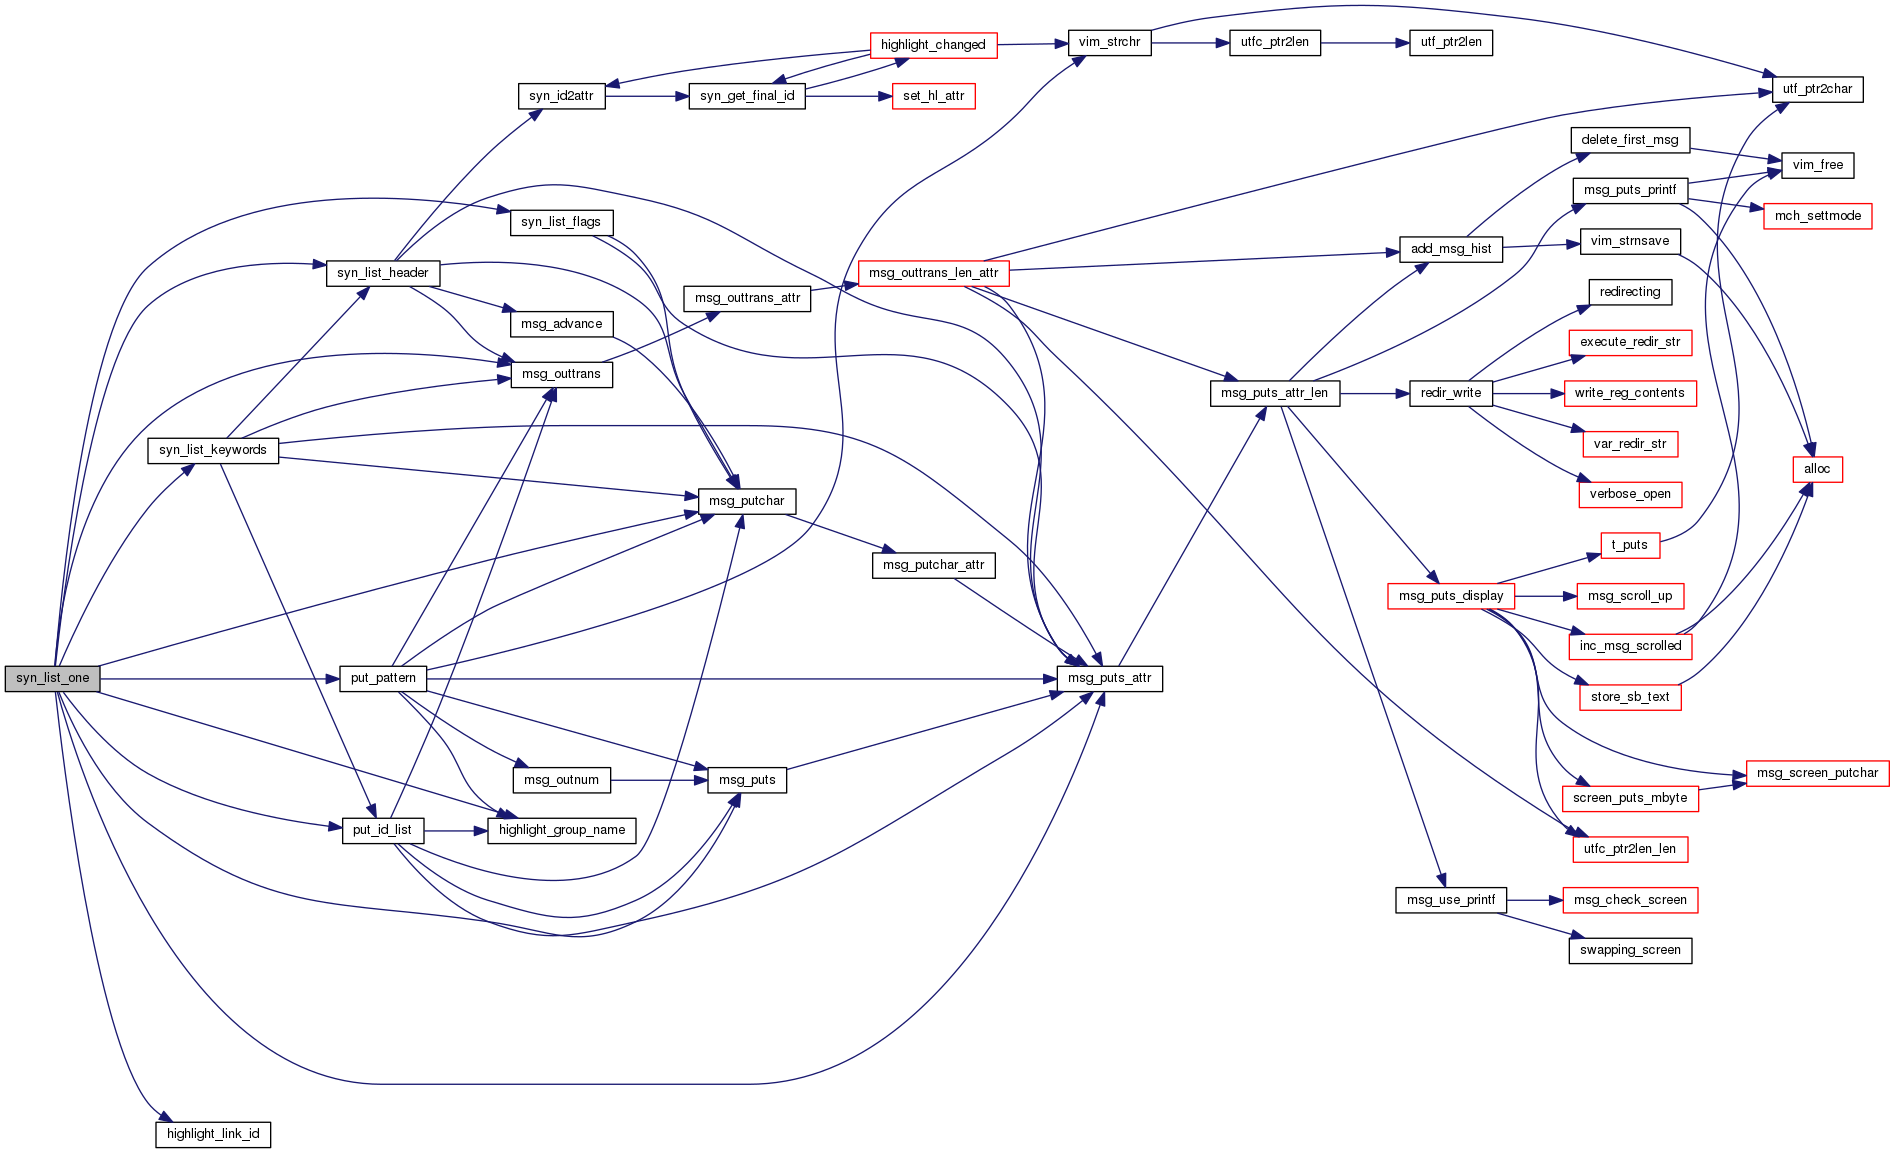 syn_list_one
highlight_link_id
syn_list_keywords
syn_list_header
put_pattern
put_id_list
syn_id2attr
syn_list_flags
msg_advance
msg_outtrans
msg_outnum
highlight_group_name
syn_get_final_id
msg_outtrans_attr
msg_putchar
msg_puts
highlight_changed
set_hl_attr
msg_outtrans_len_attr
msg_putchar_attr
vim_strchr
msg_puts_attr
utfc_ptr2len
msg_puts_attr_len
utf_ptr2len
add_msg_hist
redir_write
msg_puts_display
msg_use_printf
delete_first_msg
msg_puts_printf
vim_strnsave
redirecting
execute_redir_str
write_reg_contents
var_redir_str
verbose_open
t_puts
msg_scroll_up
inc_msg_scrolled
store_sb_text
screen_puts_mbyte
utfc_ptr2len_len
msg_check_screen
swapping_screen
utf_ptr2char
vim_free
mch_settmode
alloc
msg_screen_putchar